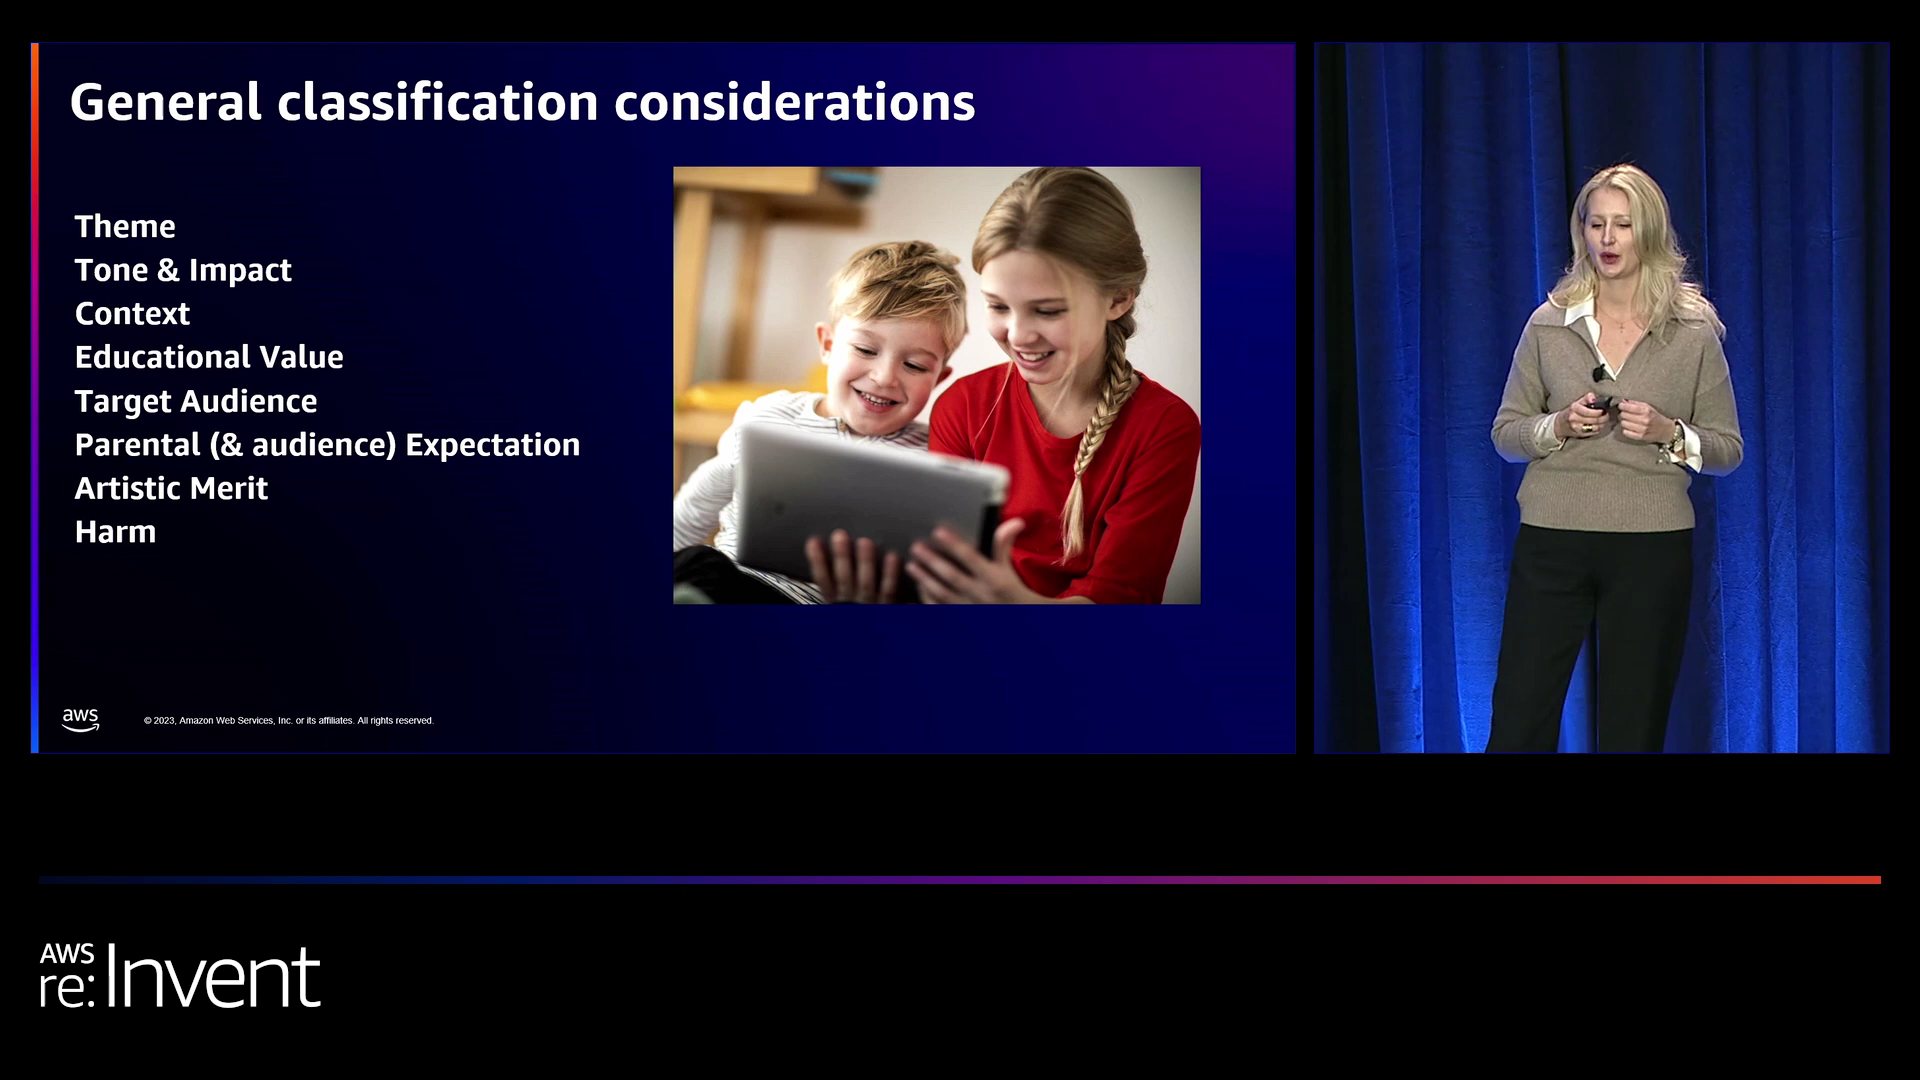 General classification considerations
Theme
Tone & Impact
Context
Educational Value
Target Audience
Parental (& audience) Expectation
Artistic Merit
Harm
aws
© 2023, Amazon Web Services, Inc. or its affiliates. All rights reserved.
AWS
re:Invent